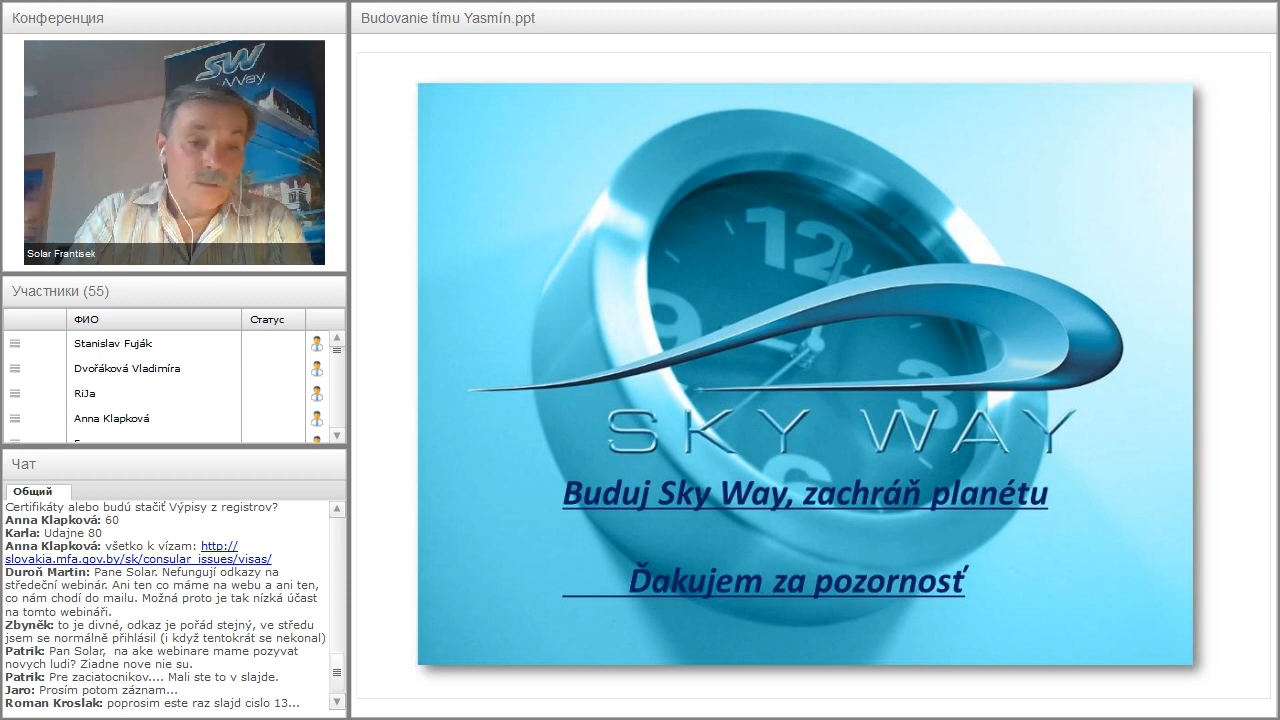 Конференция
SW
Way
Solar Frantisek
Участники (55)
ФИО Статус
Stanislav Fuják
Dvořáková Vladimíra
RiJa
Anna Klapková
Чат
Общий
Certifikáty alebo budú stačiť Výpisy z registrov?
Anna Klapková: 60
Karla: Udajne 80
Anna Klapková: všetko k vízam: http://
slovakia.mfa.gov.by/sk/consular_issues/visas/
Duroň Martin: Pane Solar. Nefungují odkazy na
středeční webinár. Ani ten co máme na webu a ani ten,
co nám chodí do mailu. Možná proto je tak nízká účast
na tomto webináři.
Zbyněk: to je divné, odkaz je pořád stejný, ve středu
jsem se normálně přihlásil (i když tentokrát se nekonal)
Patrik: Pan Solar, na ake webinare mame pozyvat
novych ludi? Ziadne nove nie su.
Patrik: Pre zaciatocnikov.... Mali ste to v slajde.
Jaro: Prosím potom záznam...
Roman Kroslak: poprosim este raz slajd cislo 13...
Budovanie tímu Yasmín.ppt
12
9
3
6
SKY WAY
Buduj Sky Way, zachráň planétu
Ďakujem za pozornosť